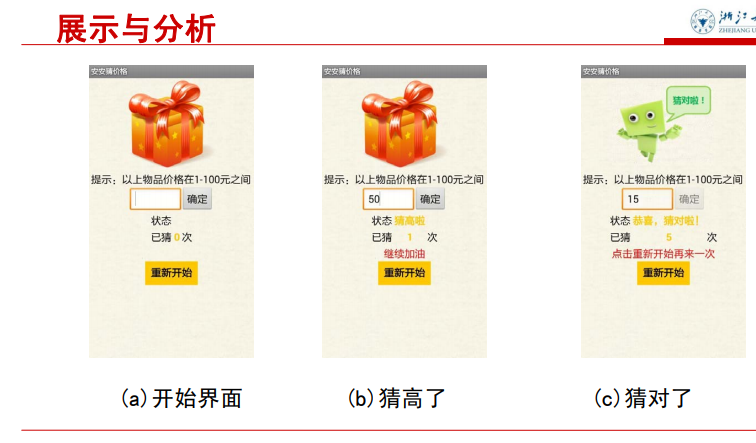 展示与分析
浙江
ZHEJIANG U
安安猜价格
提示：以上物品价格在1-100元之间
确定
状态
已猜 0 次
重新开始
(a)开始界面
安安猜价格
提示：以上物品价格在1-100元之间
50 确定
状态 猜高啦
已猜 1 次
继续加油
重新开始
(b)猜高了
安安猜价格
猜对啦！
提示：以上物品价格在1-100元之间
15 确定
状态 恭喜，猜对啦！
已猜 5 次
点击重新开始再来一次
重新开始
(c)猜对了